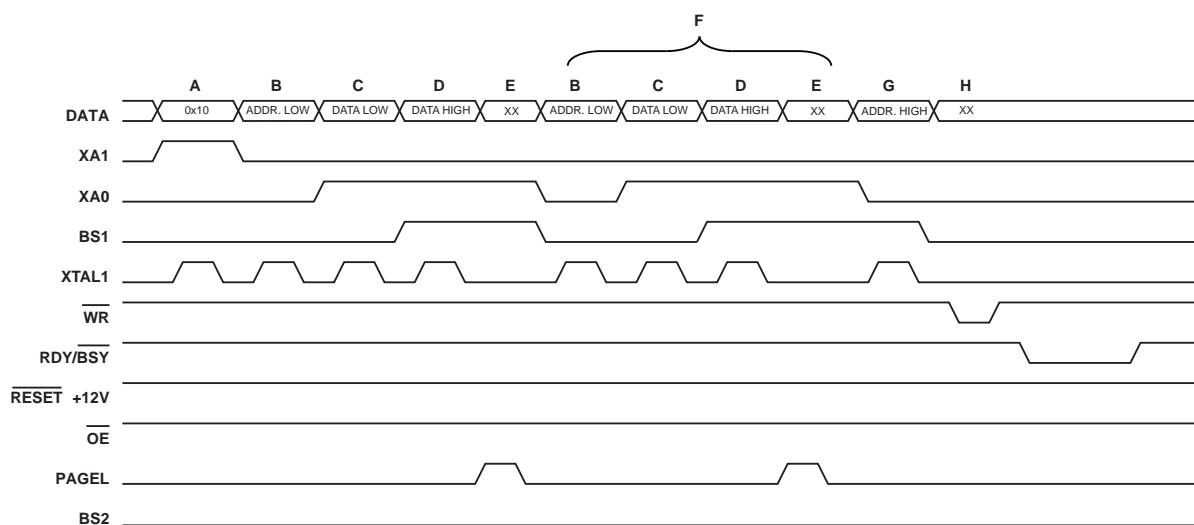 F
A B C D E B C D E G H
DATA 0x10 ADDR. LOW DATA LOW DATA HIGH XX ADDR. LOW DATA LOW DATA HIGH XX ADDR. HIGH XX
XA1
XA0
BS1
XTAL1
WR
RDY/BSY
RESET +12V
OE
PAGEL
BS2